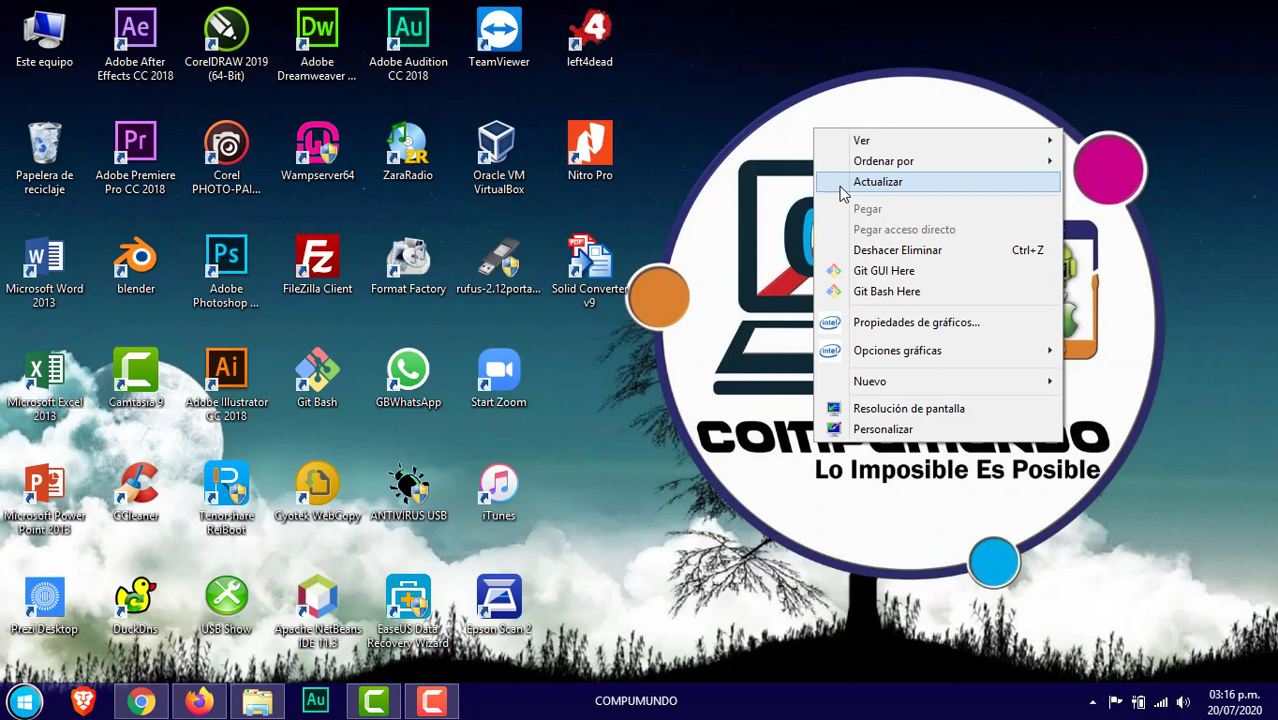 Este equipo
Adobe After
Effects CC 2018
CorelDRAW 2019
(64-Bit)
Adobe
Dreamweaver ...
Adobe Audition
CC 2018
TeamViewer
left4dead
Papelera de
reciclaje
Adobe Premiere
Pro CC 2018
Corel
PHOTO-PAI...
Wampserver64
ZaraRadio
Oracle VM
VirtualBox
Nitro Pro
Microsoft Word
2013
blender
Adobe
Photoshop ...
FileZilla Client
Format Factory
rufus-2.12porta...
Solid Converter
v9
Microsoft Excel
2013
Camtasia 9
Adobe Illustrator
CC 2018
Git Bash
GBWhatsApp
Start Zoom
Microsoft Power
Point 2013
CCleaner
Tenorshare
ReiBoot
Cyotek WebCopy
ANTIVIRUS USB
iTunes
Prezi Desktop
DuckDns
USB Show
Apache NetBeans
IDE 11.3
EaseUS Data
Recovery Wizard
Epson Scan 2
Ver
Ordenar por
Actualizar
Pegar
Pegar acceso directo
Deshacer Eliminar Ctrl+Z
Git GUI Here
Git Bash Here
Propiedades de gráficos...
Opciones gráficas
Nuevo
Resolución de pantalla
Personalizar
COMPUMUNDO
Lo Imposible Es Posible
COMPUMUNDO
03:16 p.m.
20/07/2020